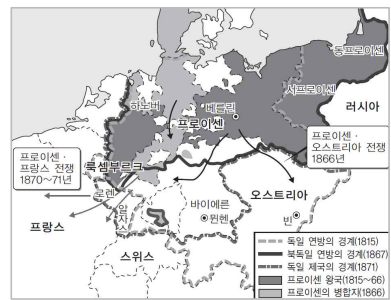 동프로이센
서프로이센
하노버
베를린
러시아
프로이센
프로이센 ·
오스트리아 전쟁
1866년
프로이센 ·
프랑스 전쟁
1870~71년
룩셈부르크
로렌
알자스
바이에른
뮌헨
오스트리아
빈
프랑스
스위스
독일 연방의 경계(1815)
북독일 연방의 경계(1867)
독일 제국의 경계(1871)
프로이센 왕국(1815~66)
프로이센의 병합지(1866)